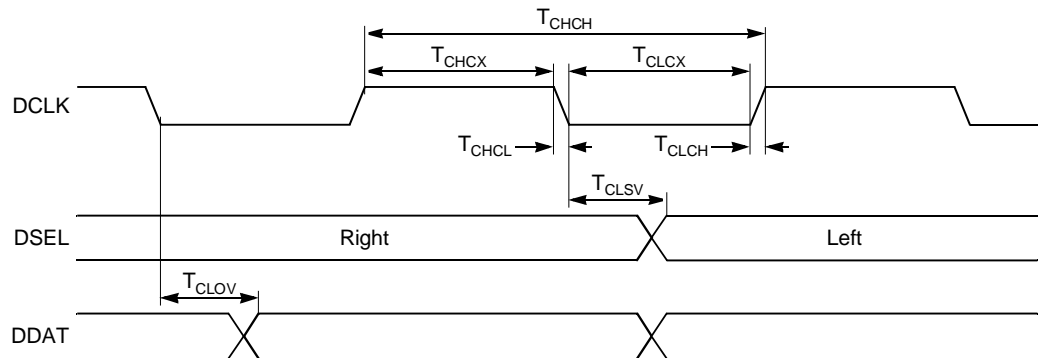 TCHCH
TCHCX
TCLCX
DCLK
TCHCL
TCLCH
TCLSV
DSEL
Right
Left
TCLOV
DDAT